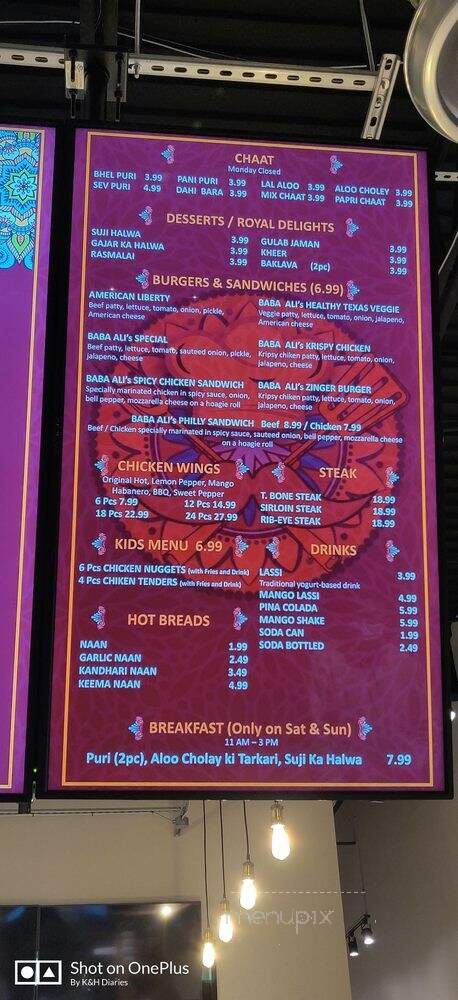 CHAAT
Monday Closed
BHEL PURI 3.99 PANI PURI 3.99 LAL ALOO 3.99 ALOO CHOLEY 3.99
SEV PURI 4.99 DAHI BARA 3.99 MIX CHAAT 3.99 PAPRI CHAAT 3.99
DESSERTS / ROYAL DELIGHTS
SUJI HALWA 3.99 GULAB JAMAN 3.99
GAJAR KA HALWA 3.99 KHEER 3.99
RASMALAI 3.99 BAKLAVA (2pc) 3.99
BURGERS & SANDWICHES (6.99)
AMERICAN LIBERTY
Beef patty, lettuce, tomato, onion, pickle,
American cheese
BABA ALI's HEALTHY TEXAS VEGGIE
Veggie patty, lettuce, tomato, onion, jalapeno,
American cheese
BABA ALI's SPECIAL
Beef patty, lettuce, tomato, sauteed onion, pickle,
jalapeno, cheese
BABA ALI's KRISPY CHICKEN
Kripsy chiken patty, lettuce, tomato, onion,
jalapeno, cheese
BABA ALI's SPICY CHICKEN SANDWICH
Specially marinated chicken in spicy sauce, onion,
bell pepper, mozzarella cheese on a hoagie roll
BABA ALI's ZINGER BURGER
Kripsy chiken patty, lettuce, tomato, onion,
jalapeno, cheese
BABA ALI's PHILLY SANDWICH Beef 8.99 / Chicken 7.99
Beef / Chicken specially marinated in spicy sauce, sauteed onion, bell pepper, mozzarella cheese
on a hoagie roll
CHICKEN WINGS
Original Hot, Lemon Pepper, Mango
Habanero, BBQ, Sweet Pepper
6 Pcs 7.99 12 Pcs 14.99
18 Pcs 22.99 24 Pcs 27.99
STEAK
T. BONE STEAK 18.99
SIRLOIN STEAK 18.99
RIB-EYE STEAK 18.99
KIDS MENU 6.99
6 Pcs CHICKEN NUGGETS (with Fries and Drink)
4 Pcs CHIKEN TENDERS (with Fries and Drink)
DRINKS
LASSI 3.99
Traditional yogurt-based drink
MANGO LASSI 4.99
PINA COLADA 5.99
MANGO SHAKE 5.99
SODA CAN 1.99
SODA BOTTLED 2.49
HOT BREADS
NAAN 1.99
GARLIC NAAN 2.49
KANDHARI NAAN 3.49
KEEMA NAAN 4.99
BREAKFAST (Only on Sat & Sun)
11 AM – 3 PM
Puri (2pc), Aloo Cholay ki Tarkari, Suji Ka Halwa 7.99
menupix
Shot on OnePlus
By K&H Diaries